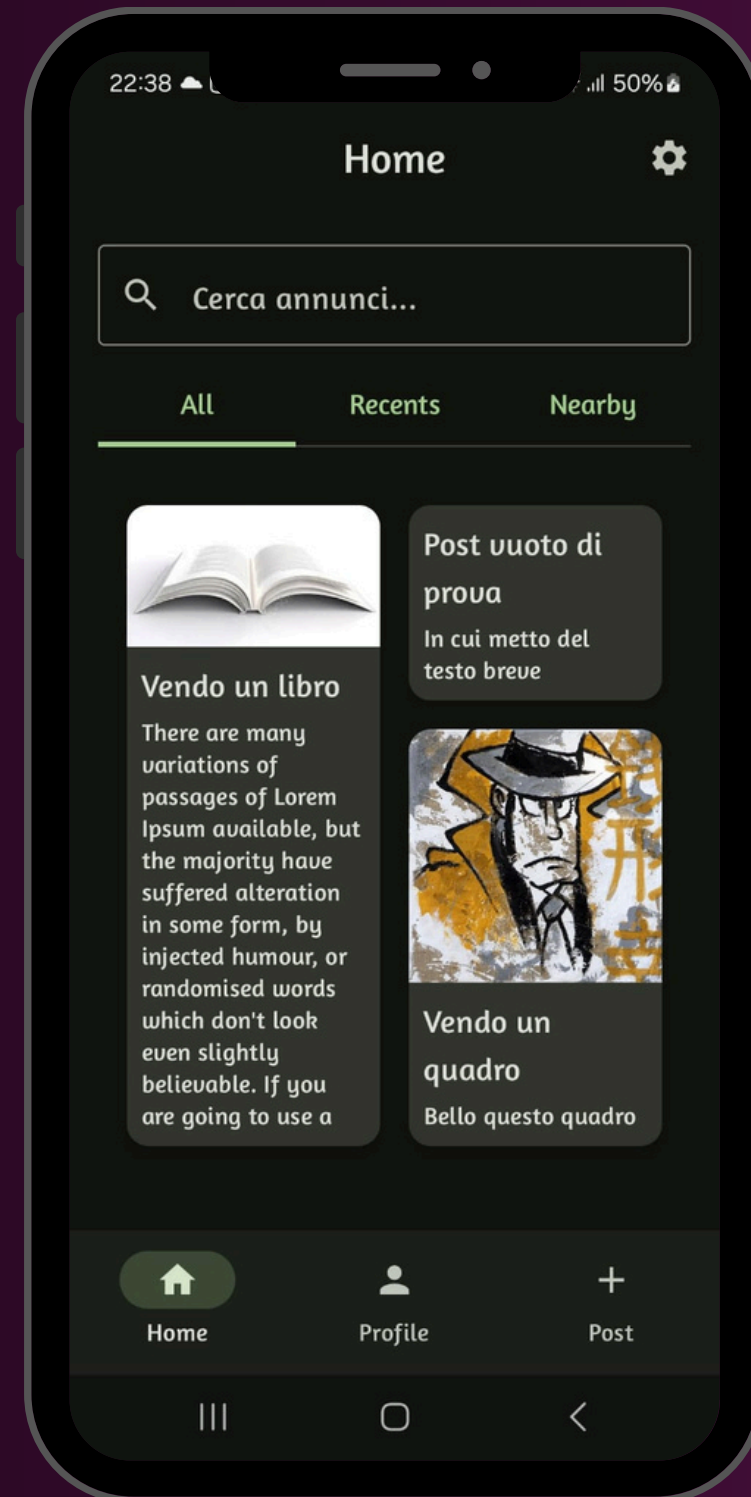 22:38
50%
Home
Cerca annunci...
All Recents Nearby
Vendo un libro
There are many
variations of
passages of Lorem
Ipsum available, but
the majority have
suffered alteration
in some form, by
injected humour, or
randomised words
which don't look
even slightly
believable. If you
are going to use a
Post vuoto di
prova
In cui metto del
testo breve
形
幸
Vendo un
quadro
Bello questo quadro
Home Profile Post